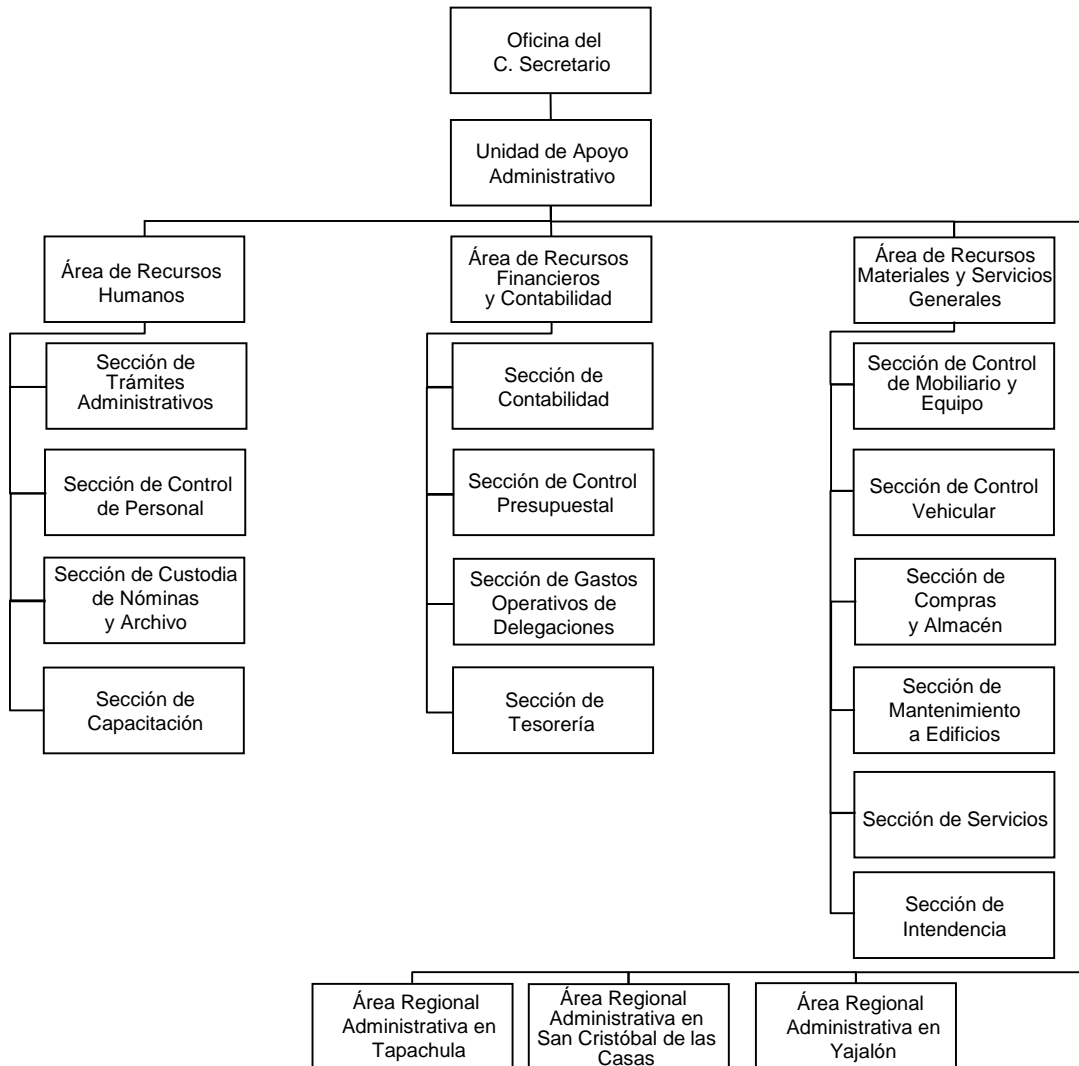 Oficina del
C. Secretario
Unidad de Apoyo
Administrativo
Área de Recursos
Humanos
Sección de
Trámites
Administrativos
Sección de Control
de Personal
Sección de Custodia
de Nóminas
y Archivo
Sección de
Capacitación
Área de Recursos
Financieros
y Contabilidad
Sección de
Contabilidad
Sección de Control
Presupuestal
Sección de Gastos
Operativos de
Delegaciones
Sección de
Tesorería
Área de Recursos
Materiales y Servicios
Generales
Sección de Control
de Mobiliario y
Equipo
Sección de Control
Vehicular
Sección de
Compras
y Almacén
Sección de
Mantenimiento
a Edificios
Sección de Servicios
Sección de
Intendencia
Área Regional
Administrativa en
Tapachula
Área Regional
Administrativa en
San Cristóbal de las
Casas
Área Regional
Administrativa en
Yajalón